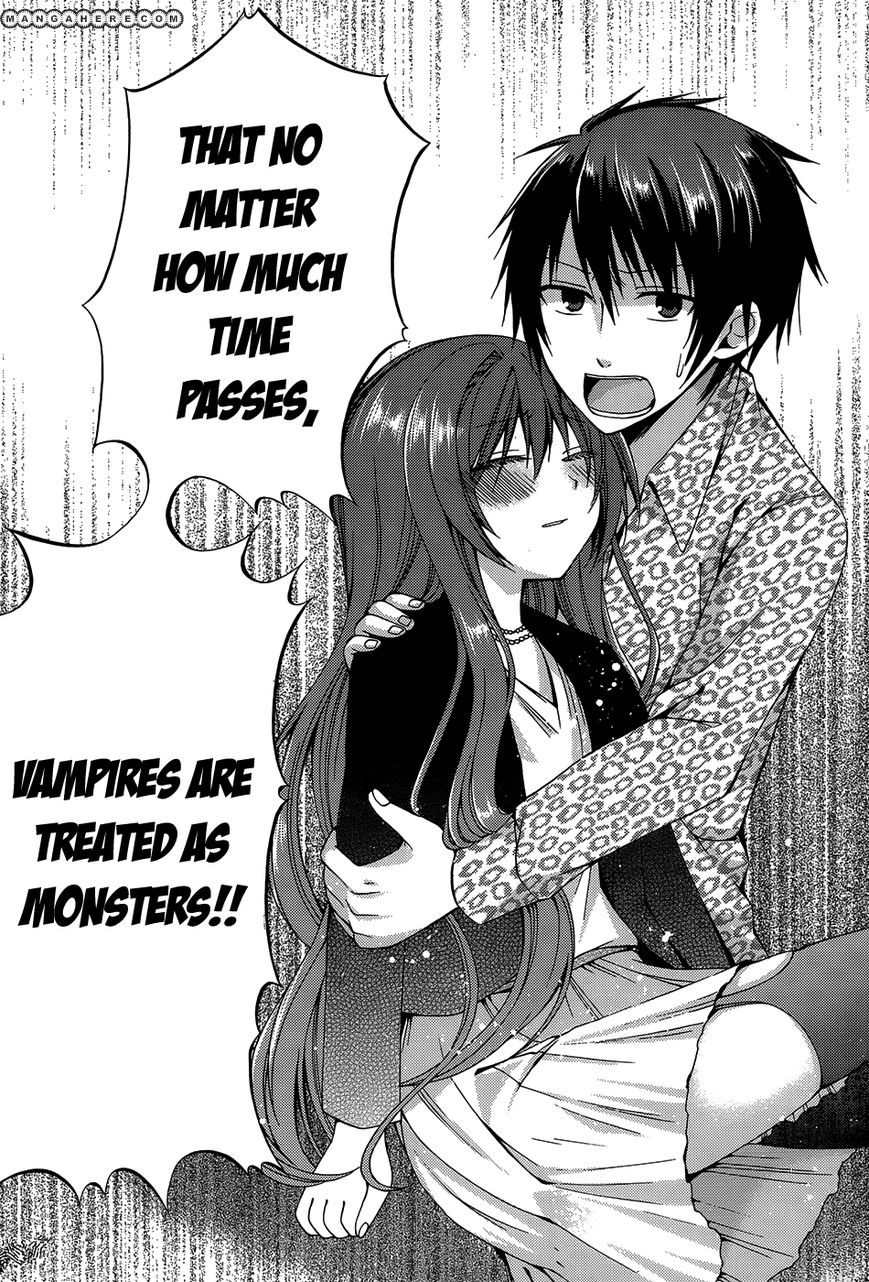 MANGAHERE.COM
THAT NO
MATTER
HOW MUCH
TIME
PASSES,
VAMPIRES ARE
TREATED AS
MONSTERS!!